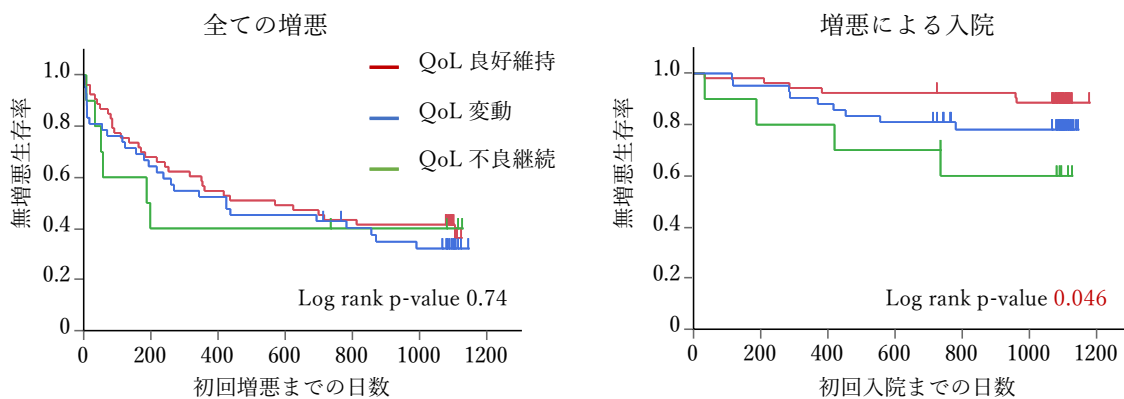 全ての増悪
QoL 良好維持
QoL 変動
QoL 不良継続
無増悪生存率
1.0
0.8
0.6
0.4
0.2
0
Log rank p-value 0.74
0 200 400 600 800 1000 1200
初回増悪までの日数
増悪による入院
無増悪生存率
1.0
0.8
0.6
0.4
0.2
0
Log rank p-value 0.046
0 200 400 600 800 1000 1200
初回入院までの日数